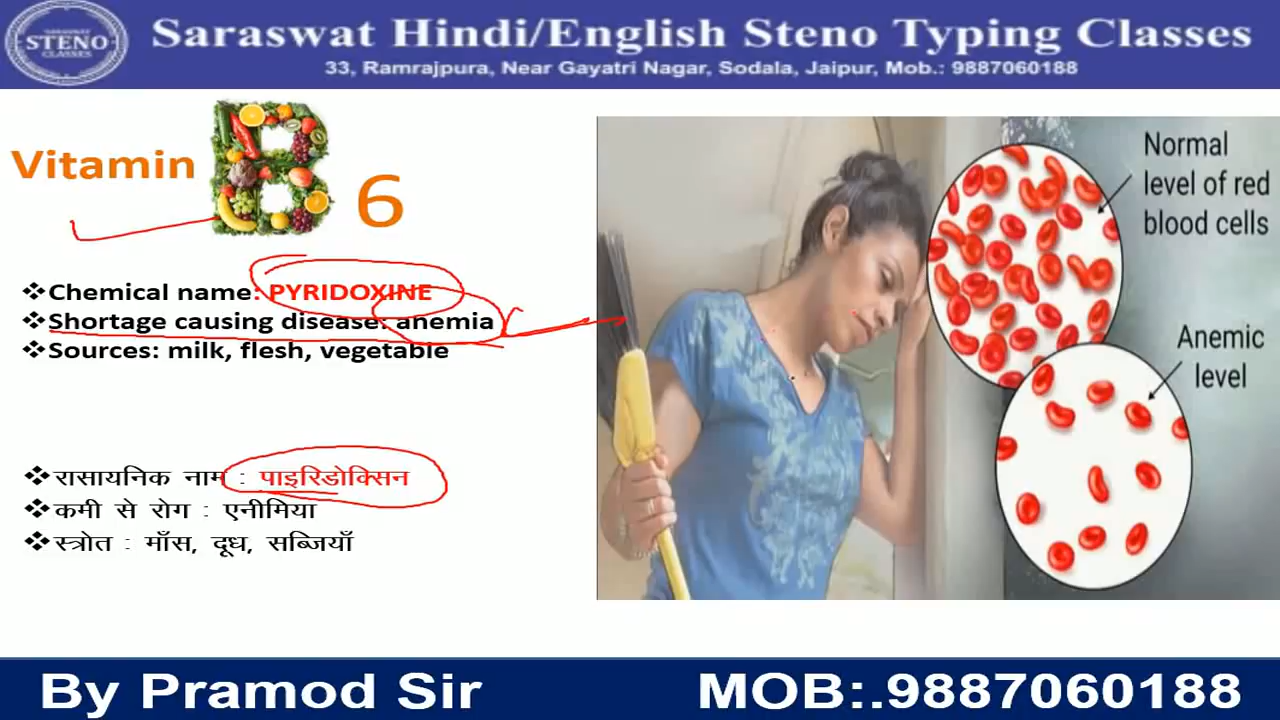 SARASWAT
STENO
CLASSES
Saraswat Hindi/English Steno Typing Classes
33, Ramrajpura, Near Gayatri Nagar, Sodala, Jaipur, Mob.: 9887060188
Vitamin B 6
❖Chemical name: PYRIDOXINE
❖Shortage causing disease: anemia
❖Sources: milk, flesh, vegetable
❖रासायनिक नाम : पाइरिडोक्सिन
❖कमी से रोग : एनीमिया
❖स्त्रोत : माँस, दूध, सब्जियाँ
Normal
level of red
blood cells
Anemic
level
By Pramod Sir
MOB:.9887060188